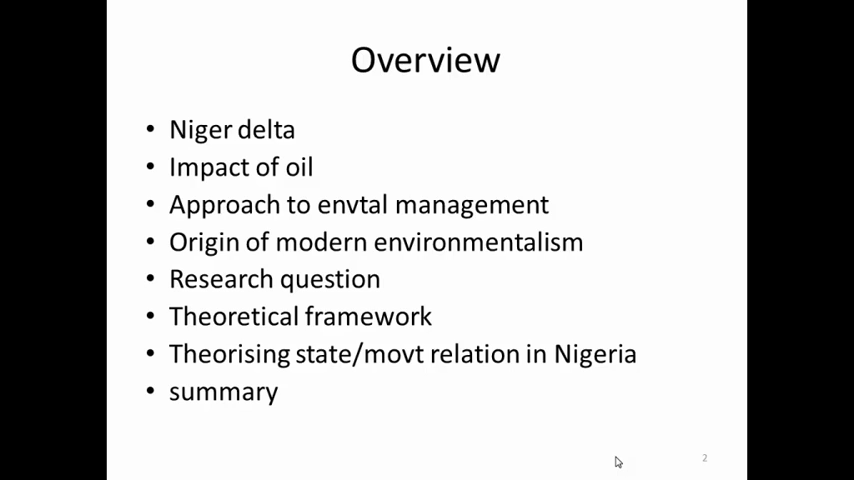 Overview
• Niger delta
• Impact of oil
• Approach to envtal management
• Origin of modern environmentalism
• Research question
• Theoretical framework
• Theorising state/movt relation in Nigeria
• summary
2